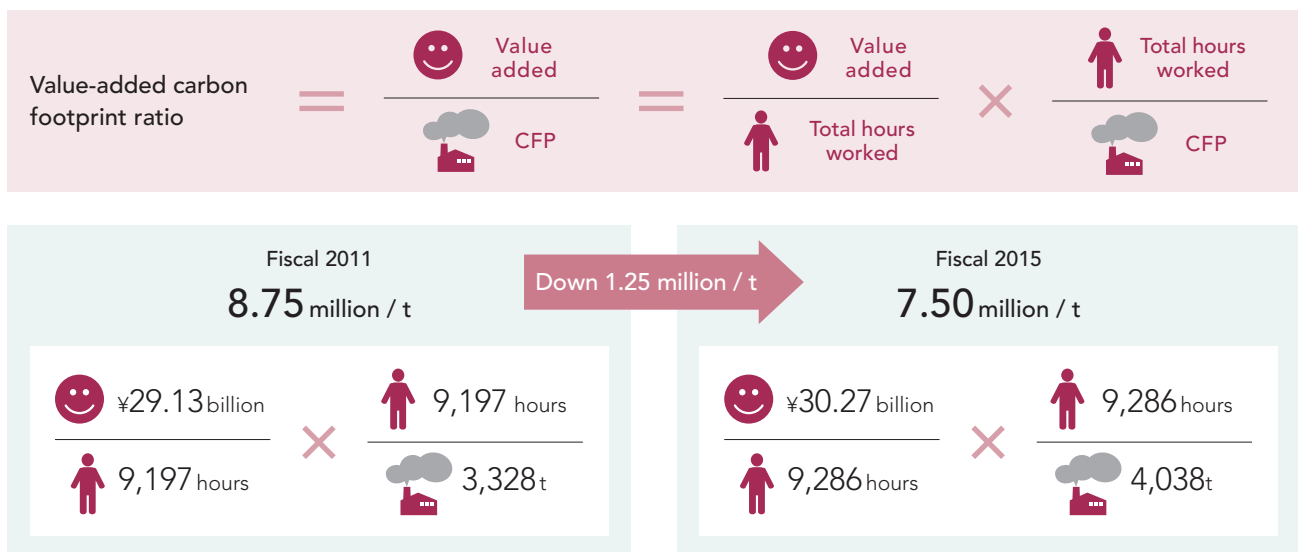 Value-added carbon
footprint ratio
=
Value
added
CFP
=
Value
added
Total hours
worked
×
Total hours
worked
CFP
Fiscal 2011
8.75 million / t
¥29.13 billion
9,197 hours
×
9,197 hours
3,328 t
Down 1.25 million / t
Fiscal 2015
7.50 million / t
¥30.27 billion
9,286 hours
×
9,286 hours
4,038t